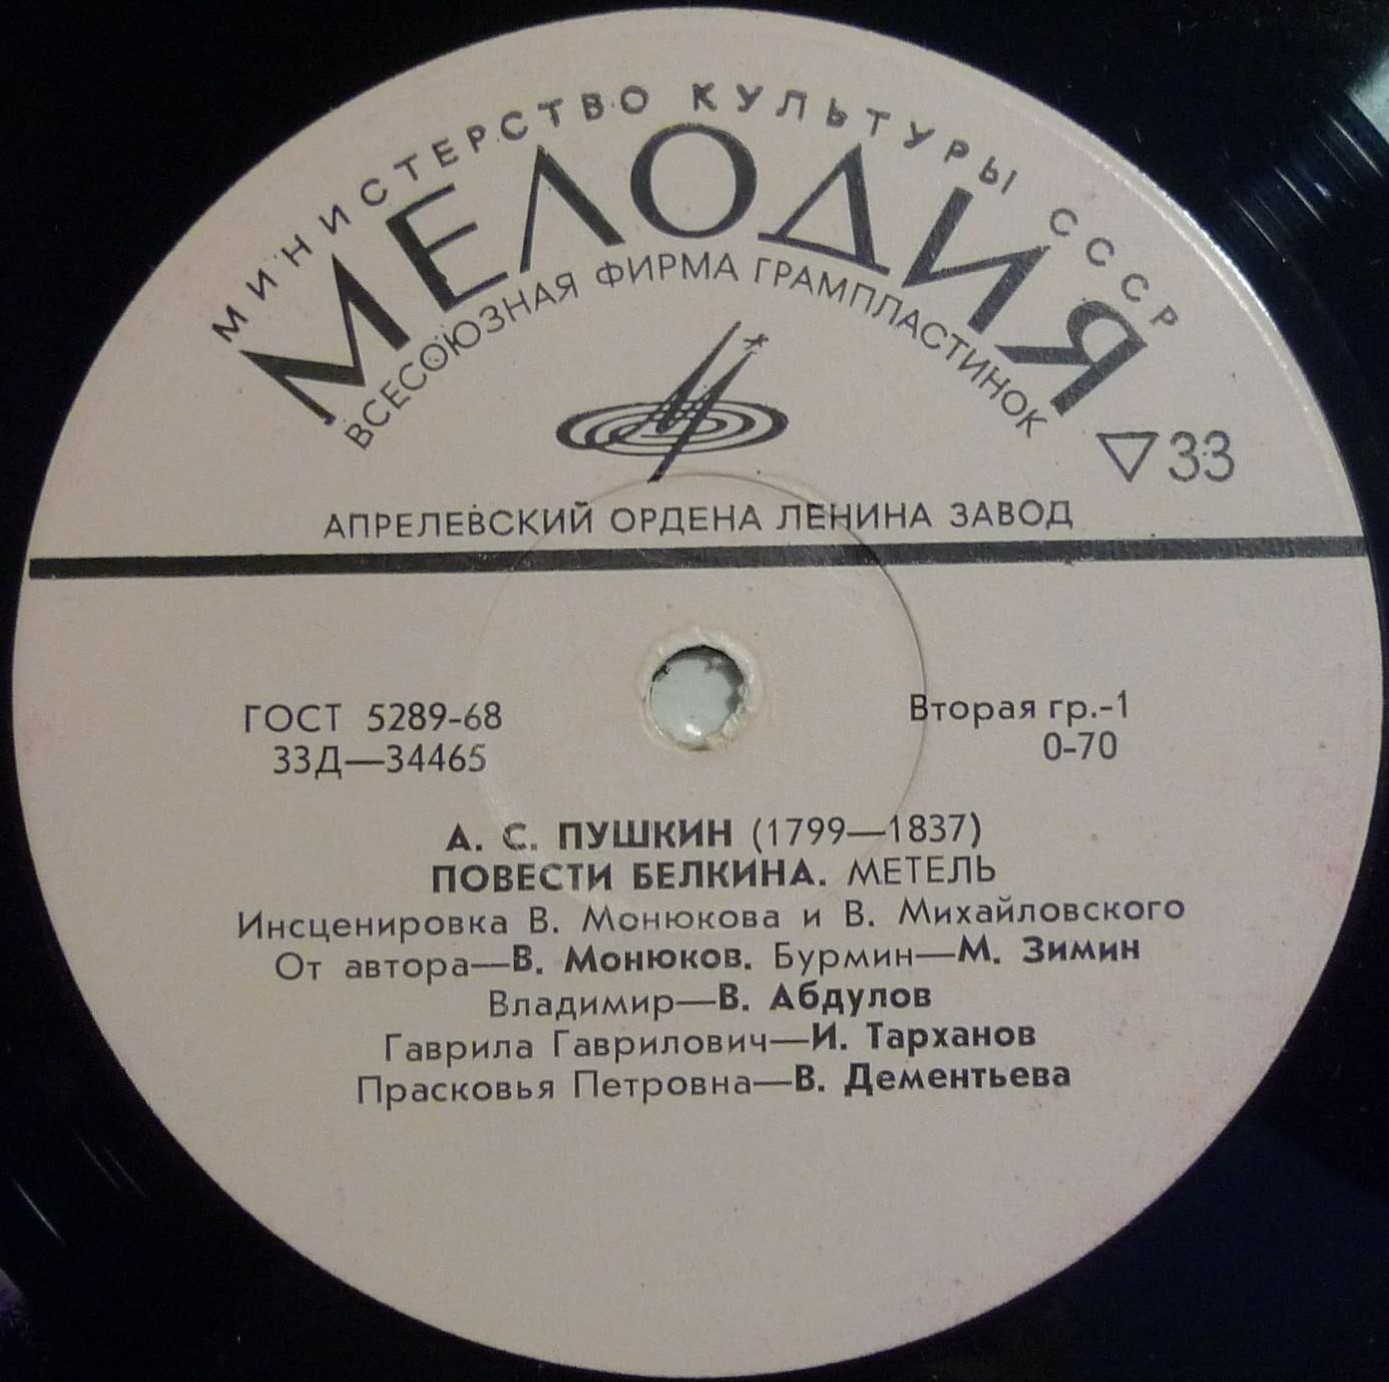 МИНИСТЕРСТВО КУЛЬТУРЫ СССР
МЕЛОДИЯ
ВСЕСОЮЗНАЯ ФИРМА ГРАМПЛАСТИНОК
▽33
АПРЕЛЕВСКИЙ ОРДЕНА ЛЕНИНА ЗАВОД
ГОСТ 5289-68
33Д—34465
Вторая гр.-1
0-70
А. С. ПУШКИН (1799—1837)
ПОВЕСТИ БЕЛКИНА. МЕТЕЛЬ
Инсценировка В. Монюкова и В. Михайловского
От автора—В. Монюков. Бурмин—М. Зимин
Владимир—В. Абдулов
Гаврила Гаврилович—И. Тарханов
Прасковья Петровна—В. Дементьева